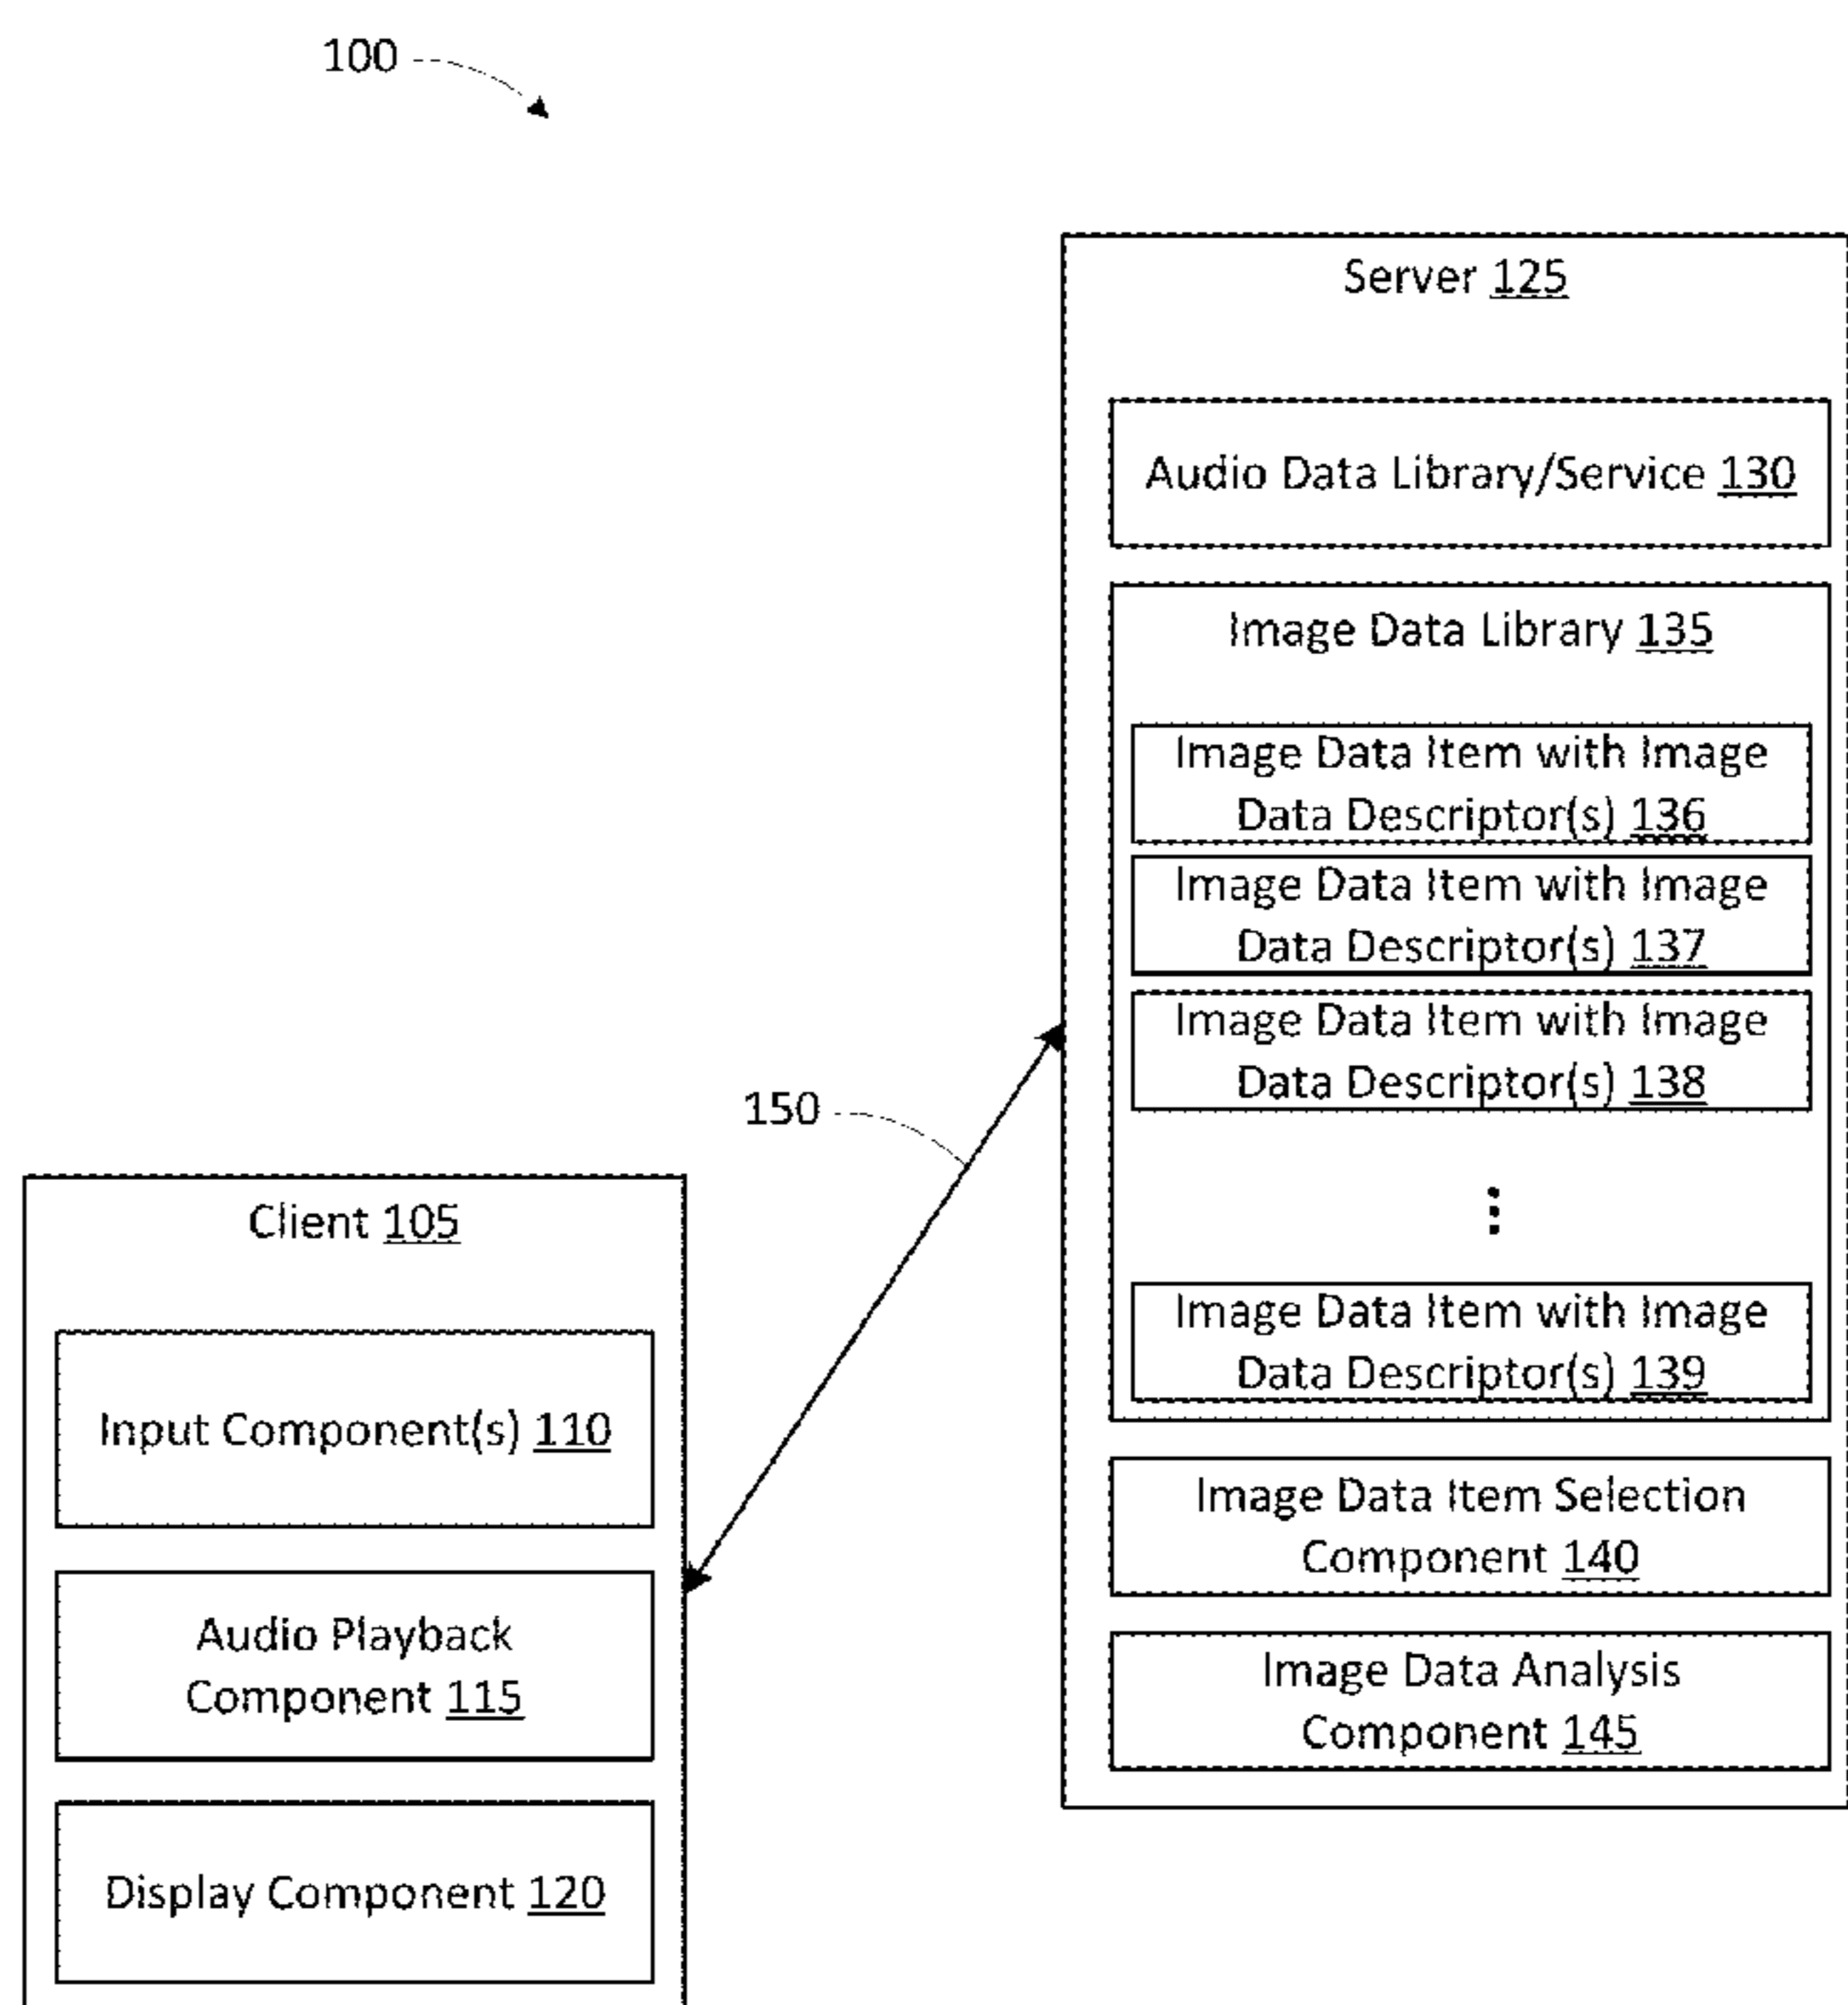 100
Server 125
Audio Data Library/Service 130
Image Data Library 135
Image Data Item with Image
Data Descriptor(s) 136
Image Data Item with Image
Data Descriptor(s) 137
Image Data Item with Image
Data Descriptor(s) 138
⋮
Image Data Item with Image
Data Descriptor(s) 139
Image Data Item Selection
Component 140
Image Data Analysis
Component 145
150
Client 105
Input Component(s) 110
Audio Playback
Component 115
Display Component 120